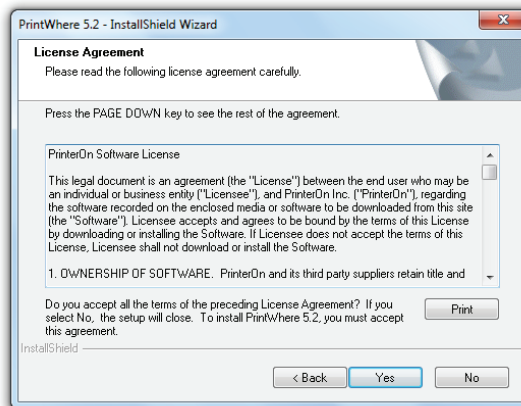 PrintWhere 5.2 - InstallShield Wizard
License Agreement
Please read the following license agreement carefully.
Press the PAGE DOWN key to see the rest of the agreement.
PrinterOn Software License
This legal document is an agreement (the "License") between the end user who may be
an individual or business entity ("Licensee"), and PrinterOn Inc. ("PrinterOn"), regarding
the software recorded on the enclosed media or software to be downloaded from this site
(the "Software"). Licensee accepts and agrees to be bound by the terms of this License
by downloading or installing the Software. If Licensee does not accept the terms of this
License, Licensee shall not download or install the Software.
1. OWNERSHIP OF SOFTWARE. PrinterOn and its third party suppliers retain title and
Do you accept all the terms of the preceding License Agreement? If you
select No, the setup will close. To install PrintWhere 5.2, you must accept
this agreement.
Print
InstallShield
< Back
Yes
No